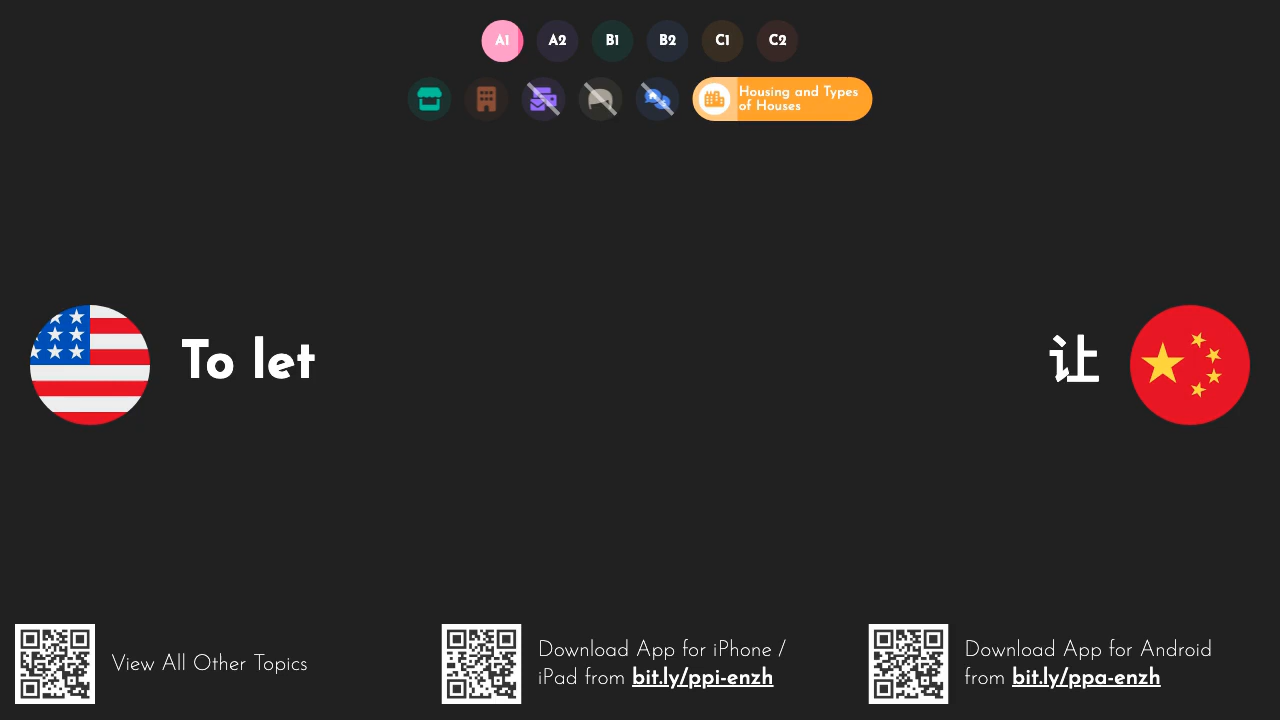 A1 A2 B1 B2 C1 C2
Housing and Types
of Houses
To let
让
View All Other Topics
Download App for iPhone /
iPad from bit.ly/ppi-enzh
Download App for Android
from bit.ly/ppa-enzh